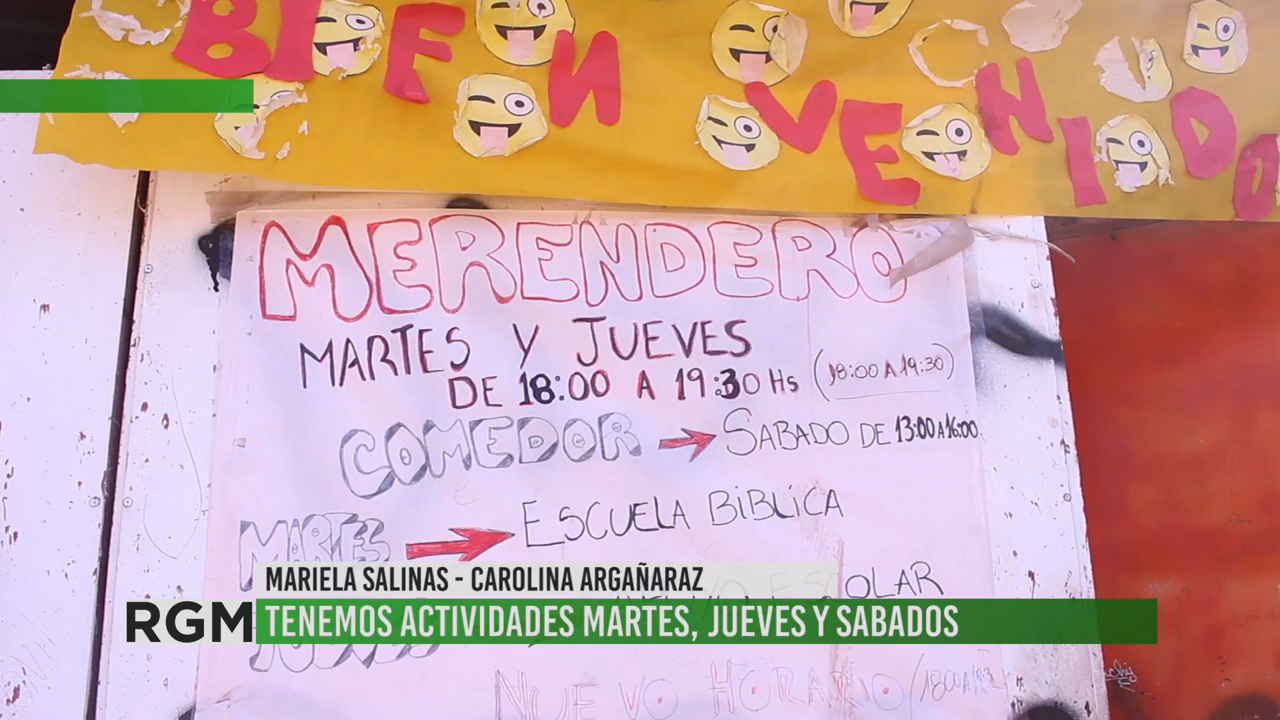 BIENVENIDO
MERENDERO
MARTES Y JUEVES
DE 18:00 A 19:30 Hs (18:00 A 19:30)
COMEDOR → SABADO DE 13:00 A 16:00
MARTES → ESCUELA BIBLICA
OLAR
MARIELA SALINAS - CAROLINA ARGAÑARAZ
RGM TENEMOS ACTIVIDADES MARTES, JUEVES Y SABADOS
NUEVO HORARIO